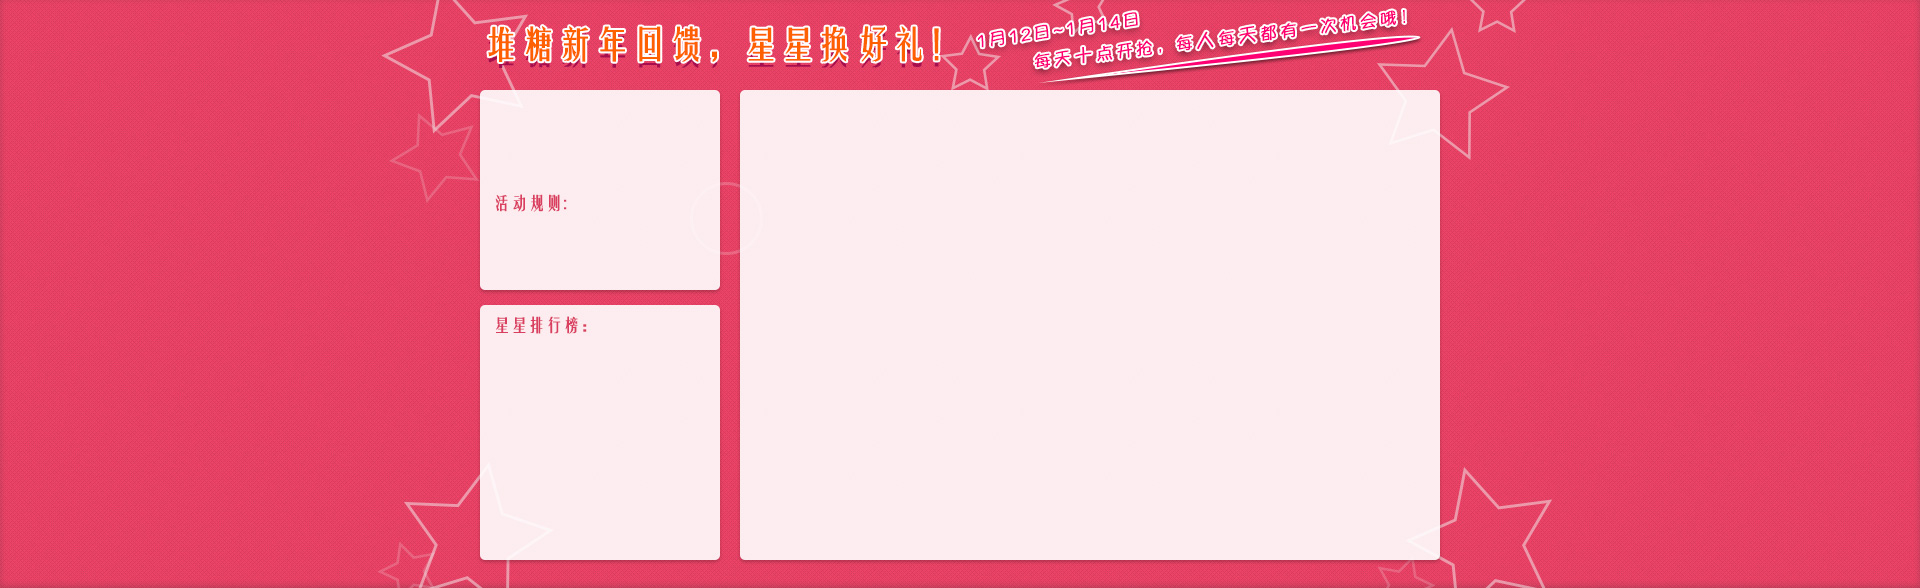 堆糖新年回馈，星星换好礼!
1月12日~1月14日
每天十点开抢，每人每天都有一次机会哦!
活动规则:
星星排行榜：